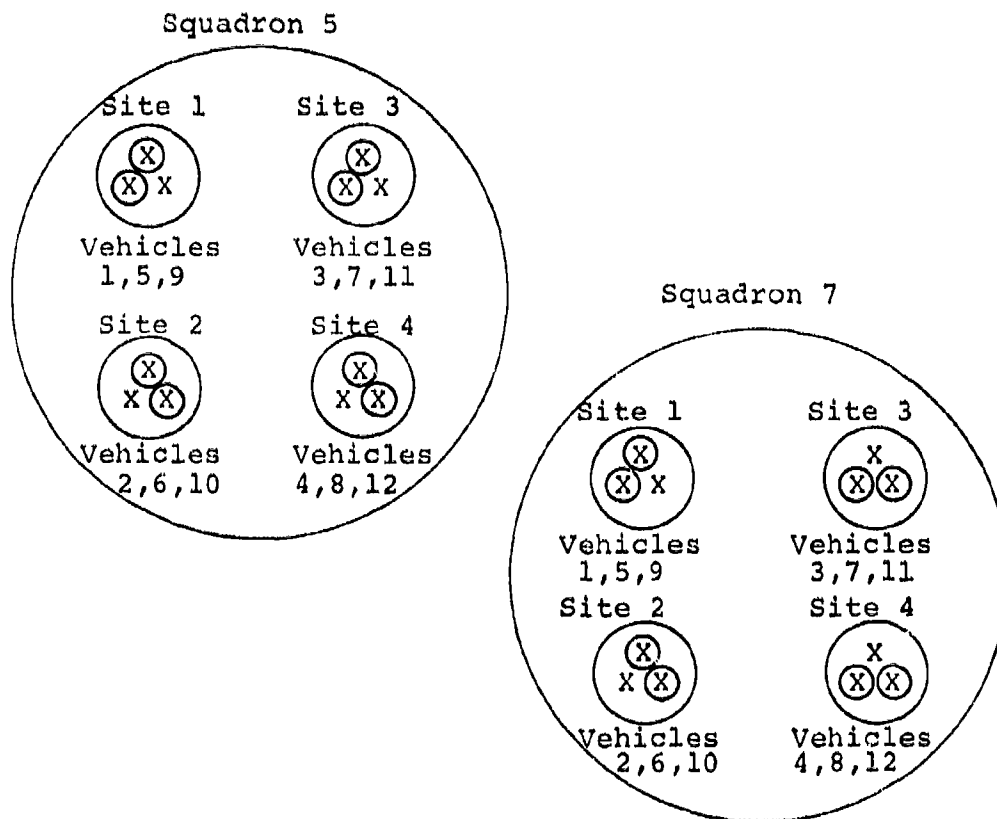 Squadron 5
Site 1 Site 3
X X
X X X X
Vehicles Vehicles
1,5,9 3,7,11
Site 2 Site 4
X X
X X X X
Vehicles Vehicles
2,6,10 4,8,12
Squadron 7
Site 1 Site 3
X X
X X X X
Vehicles Vehicles
1,5,9 3,7,11
Site 2 Site 4
X X
X X X X
Vehicles Vehicles
2,6,10 4,8,12